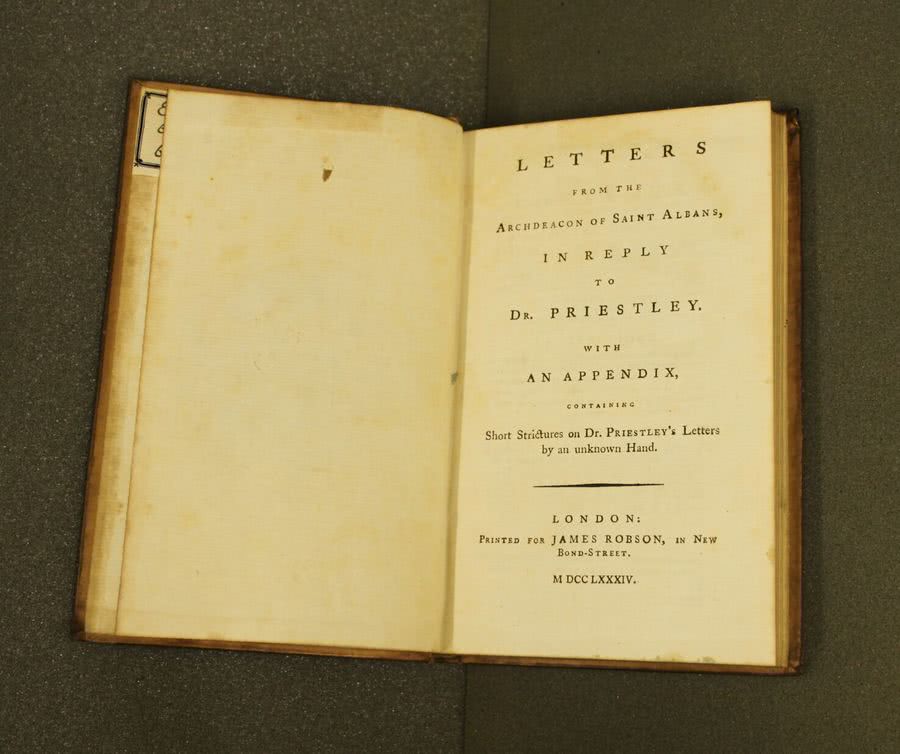 LETTERS
FROM THE
ARCHDEACON OF SAINT ALBANS,
IN REPLY
TO
DR. PRIESTLEY.
WITH
AN APPENDIX,
CONTAINING
Short Strictures on Dr. PRIESTLEY's Letters
by an unknown Hand.
LONDON:
PRINTED FOR JAMES ROBSON, IN NEW
BOND-STREET.
M DCC LXXXIV.